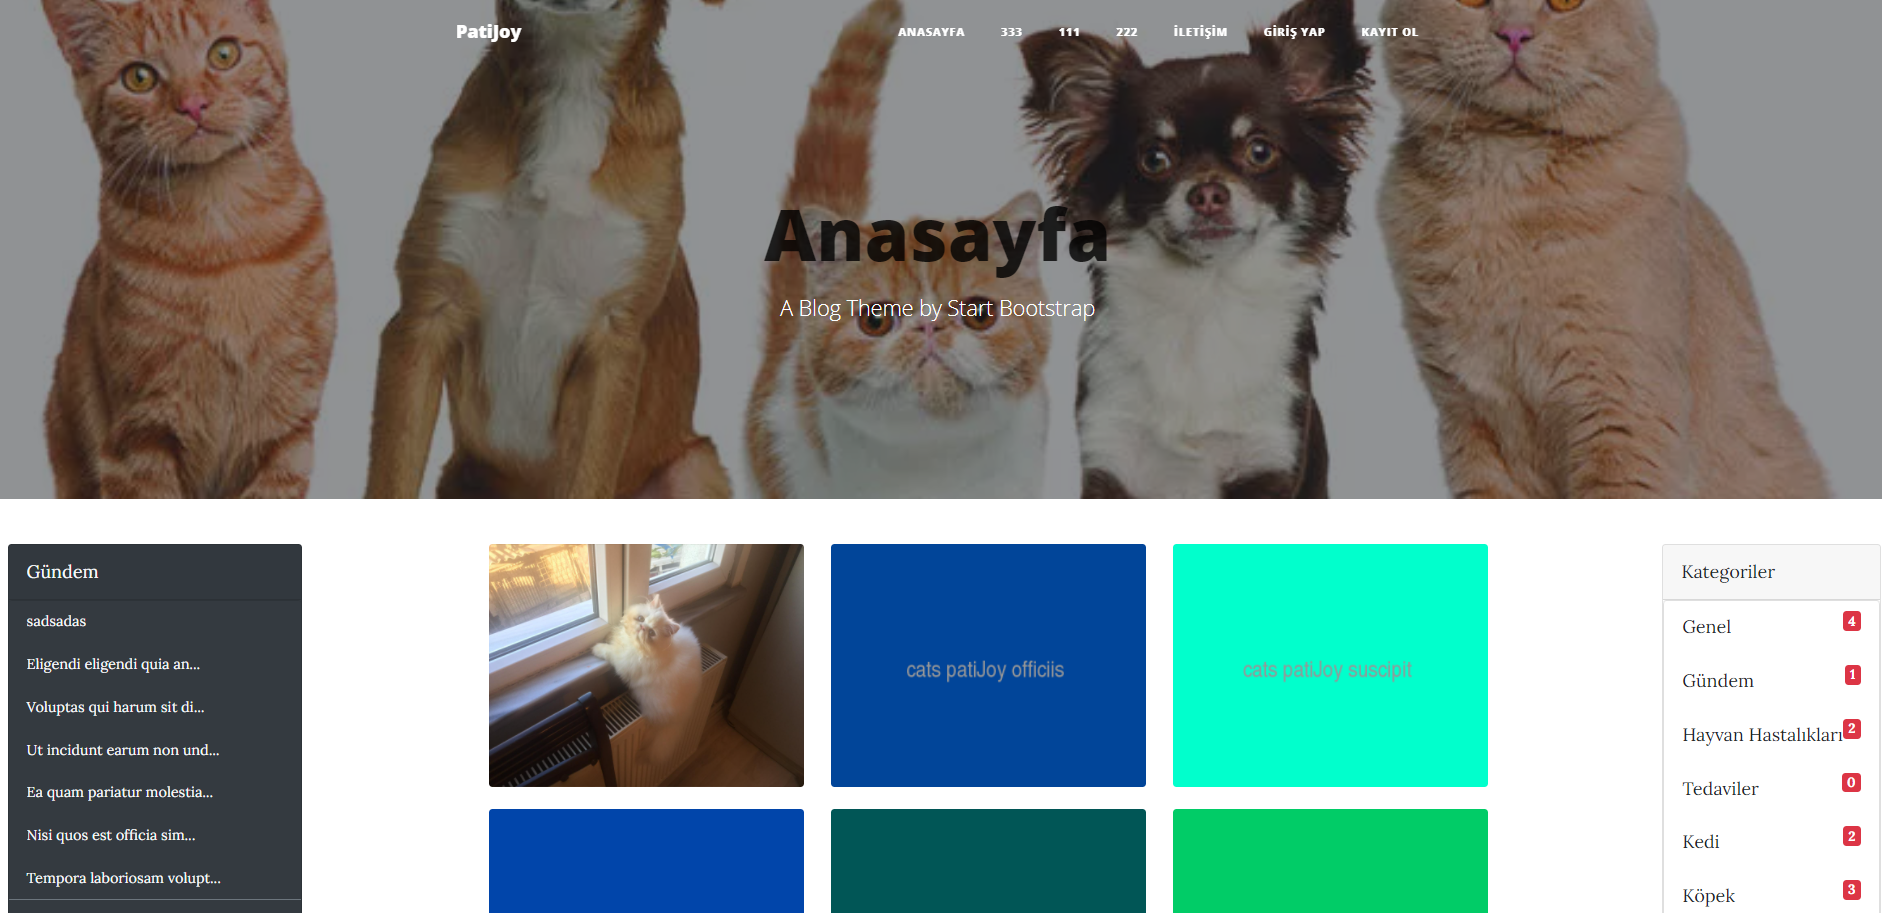 PatiJoy
ANASAYFA 333 111 222 İLETİŞİM GİRİŞ YAP KAYIT OL
Anasayfa
A Blog Theme by Start Bootstrap
Gündem
sadsadas
Eligendi eligendi quia an...
Voluptas qui harum sit di...
Ut incidunt earum non und...
Ea quam pariatur molestia...
Nisi quos est officia sim...
Tempora laboriosam volupt...
cats patiJoy officiis
cats patiJoy suscipit
Kategoriler
Genel 4
Gündem 1
Hayvan Hastalıkları 2
Tedaviler 0
Kedi 2
Köpek 3